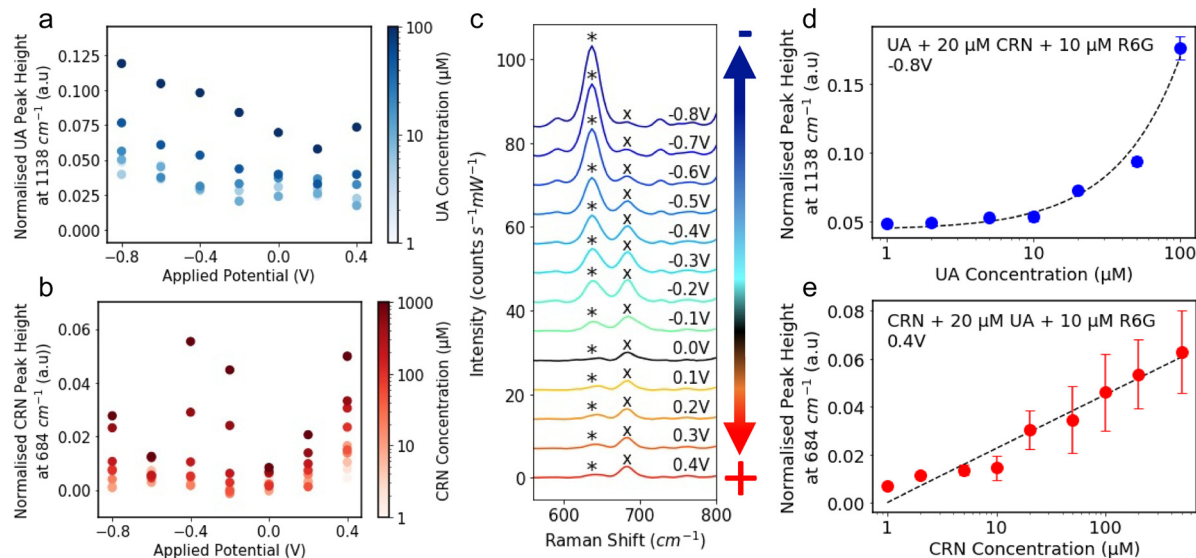 a
Normalised UA Peak Height
at 1138 cm⁻¹ (a.u)
0.125
0.100
0.075
0.050
0.025
0.000
−0.8
−0.4
0.0
0.4
Applied Potential (V)
100
10
1
UA Concentration (µM)
b
Normalised CRN Peak Height
at 684 cm⁻¹ (a.u))
0.06
0.04
0.02
0.00
−0.8
−0.4
0.0
0.4
Applied Potential (V)
1000
100
10
1
CRN Concentration (µM)
c
Intensity (counts s⁻¹mW⁻¹)
100
80
60
40
20
0
*
* x -0.8V
* x -0.7V
* x -0.6V
* x -0.5V
* x -0.4V
* x -0.3V
* x -0.2V
* x -0.1V
* x 0.0V
* x 0.1V
* x 0.2V
* x 0.3V
* x 0.4V
600
700
800
Raman Shift (cm⁻¹)
-
+
d
UA + 20 µM CRN + 10 µM R6G
-0.8V
Normalised Peak Height
at 1138 cm⁻¹ (a.u)
0.15
0.10
0.05
1
10
100
UA Concentration (µM)
e
CRN + 20 µM UA + 10 µM R6G
0.4V
Normalised Peak Height
at 684 cm⁻¹ (a.u)
0.08
0.06
0.04
0.02
0.00
1
10
100
CRN Concentration (µM)